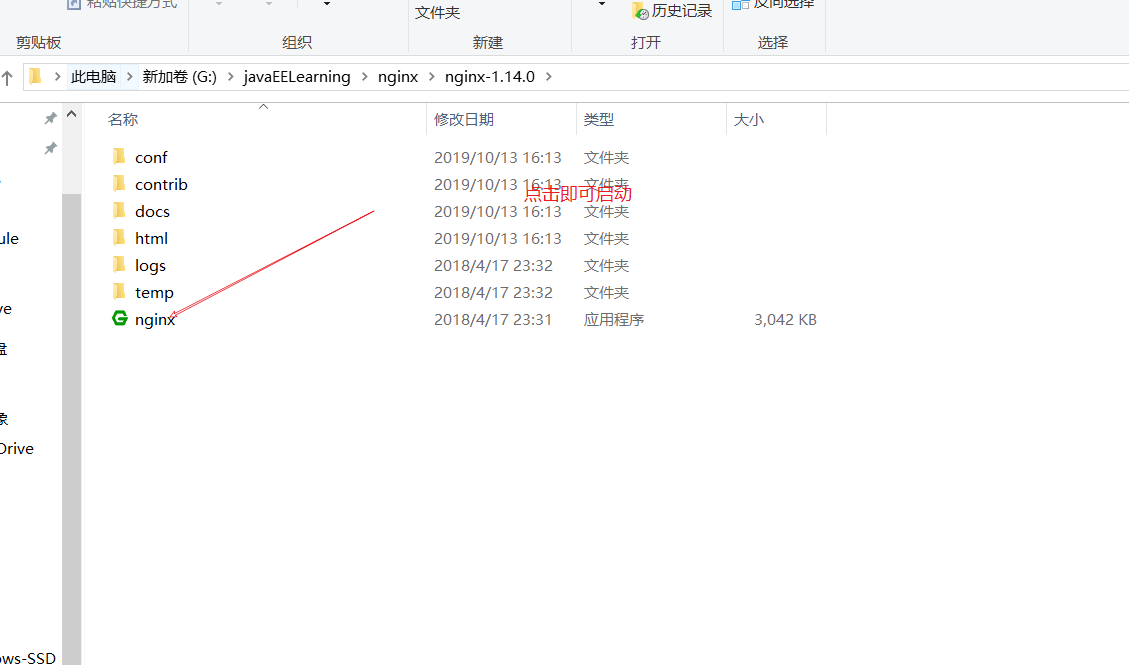 粘贴快捷方式
文件夹
历史记录
反向选择
剪贴板
组织
新建
打开
选择
此电脑 新加卷 (G:) javaEELearning nginx nginx-1.14.0
名称 修改日期 类型 大小
conf 2019/10/13 16:13 文件夹
contrib 2019/10/13 16:13 文件夹
点击即可启动
docs 2019/10/13 16:13 文件夹
html 2019/10/13 16:13 文件夹
logs 2018/4/17 23:32 文件夹
temp 2018/4/17 23:32 文件夹
nginx 2018/4/17 23:31 应用程序 3,042 KB
ule
ve
盘
象
Drive
ows-SSD